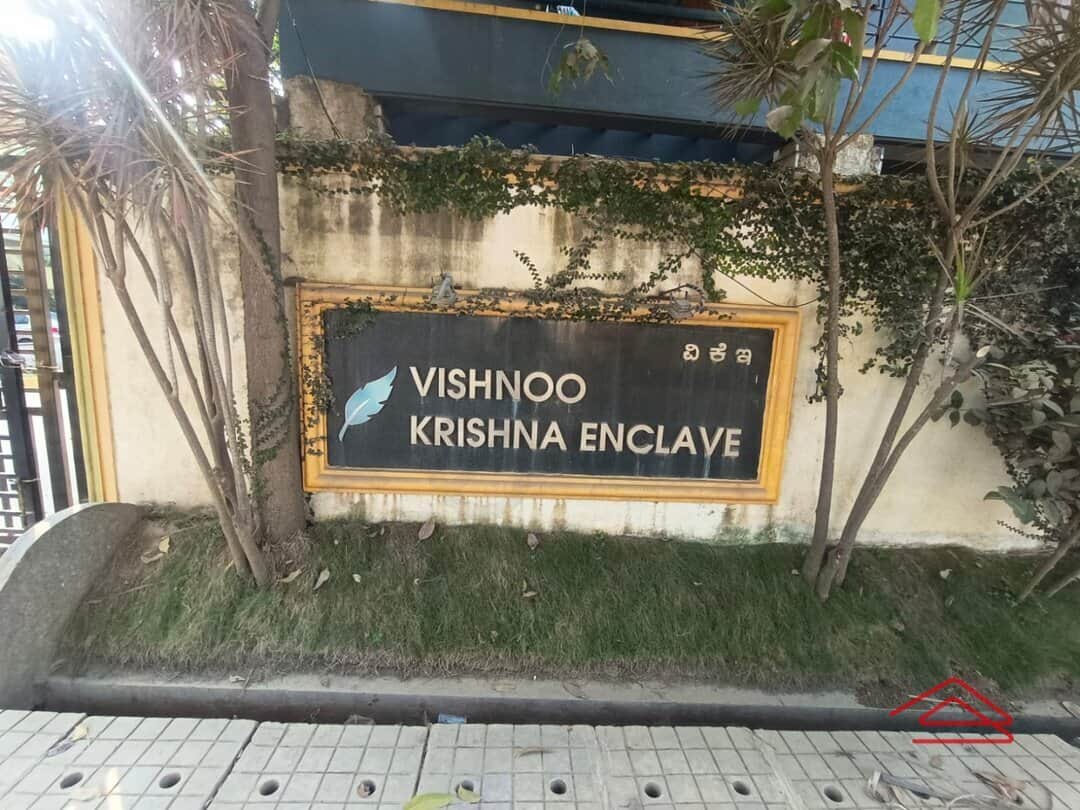 ವಿ ಕೆ ಇ
VISHNOO
KRISHNA ENCLAVE